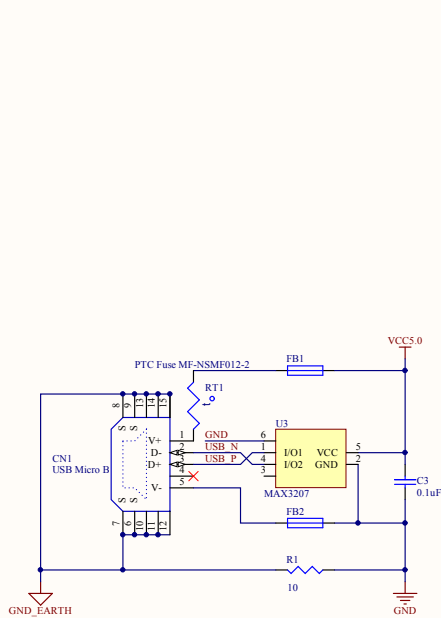 VCC5.0
PTC Fuse MF-NSMF012-2
FB1
RT1
t°
8 9 13 14 15
S S
CN1
USB Micro B
V+
D-
D+
V-
1
2
3
4
5
GND
USB_N
USB_P
U3
6
1
4
3
I/O1
I/O2
VCC
GND
5
2
MAX3207
C3
0.1uF
S S
7 6 10 11 12
FB2
R1
10
GND_EARTH
GND